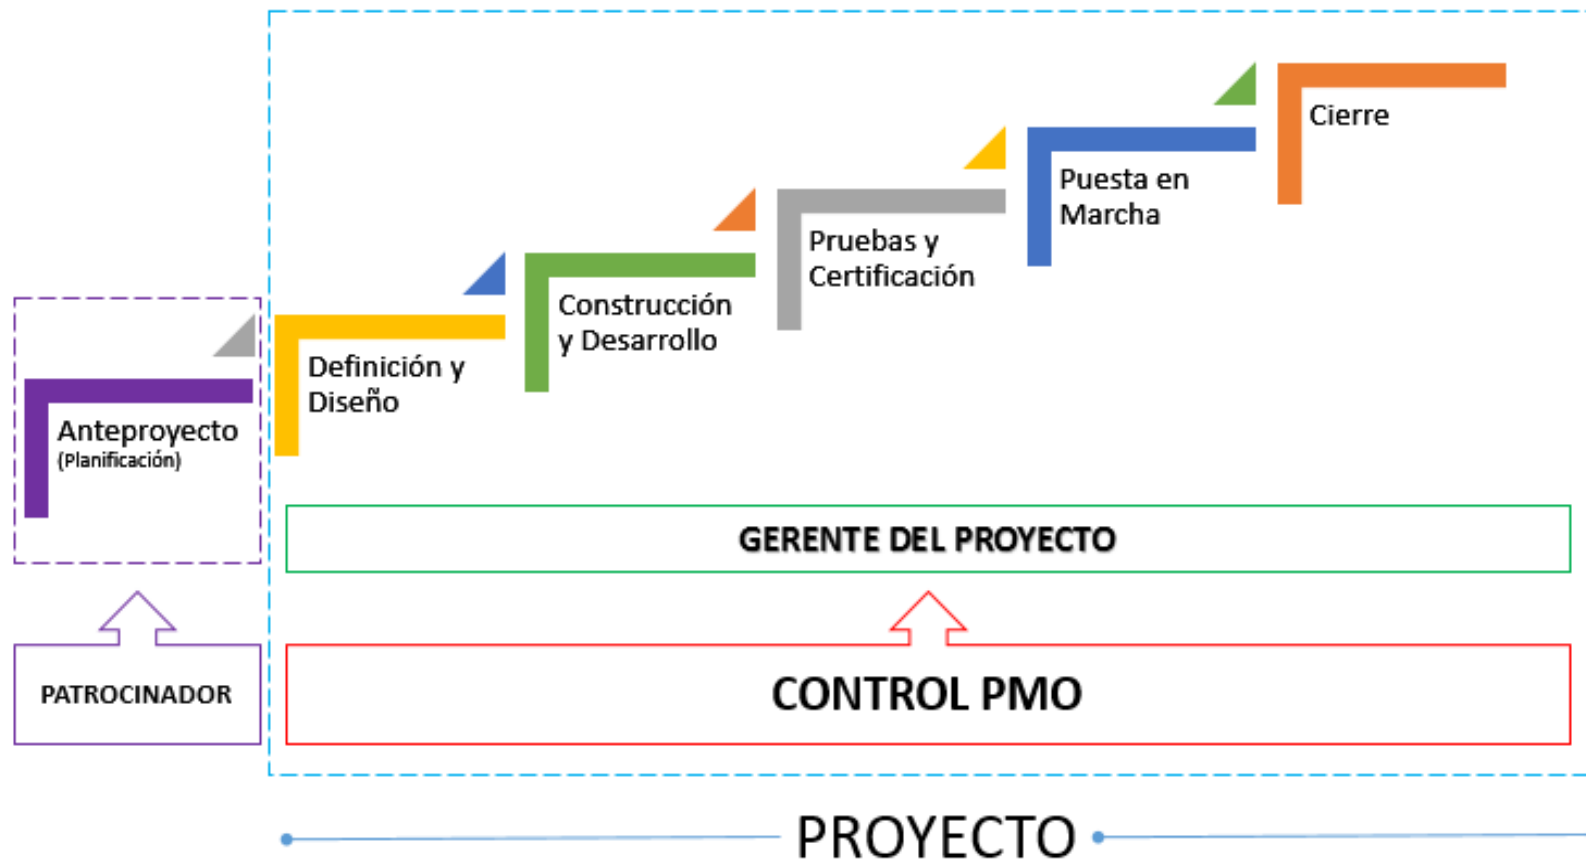 Anteproyecto
(Planificación)
Definición y
Diseño
Construcción
y Desarrollo
Pruebas y
Certificación
Puesta en
Marcha
Cierre
GERENTE DEL PROYECTO
PATROCINADOR
CONTROL PMO
PROYECTO